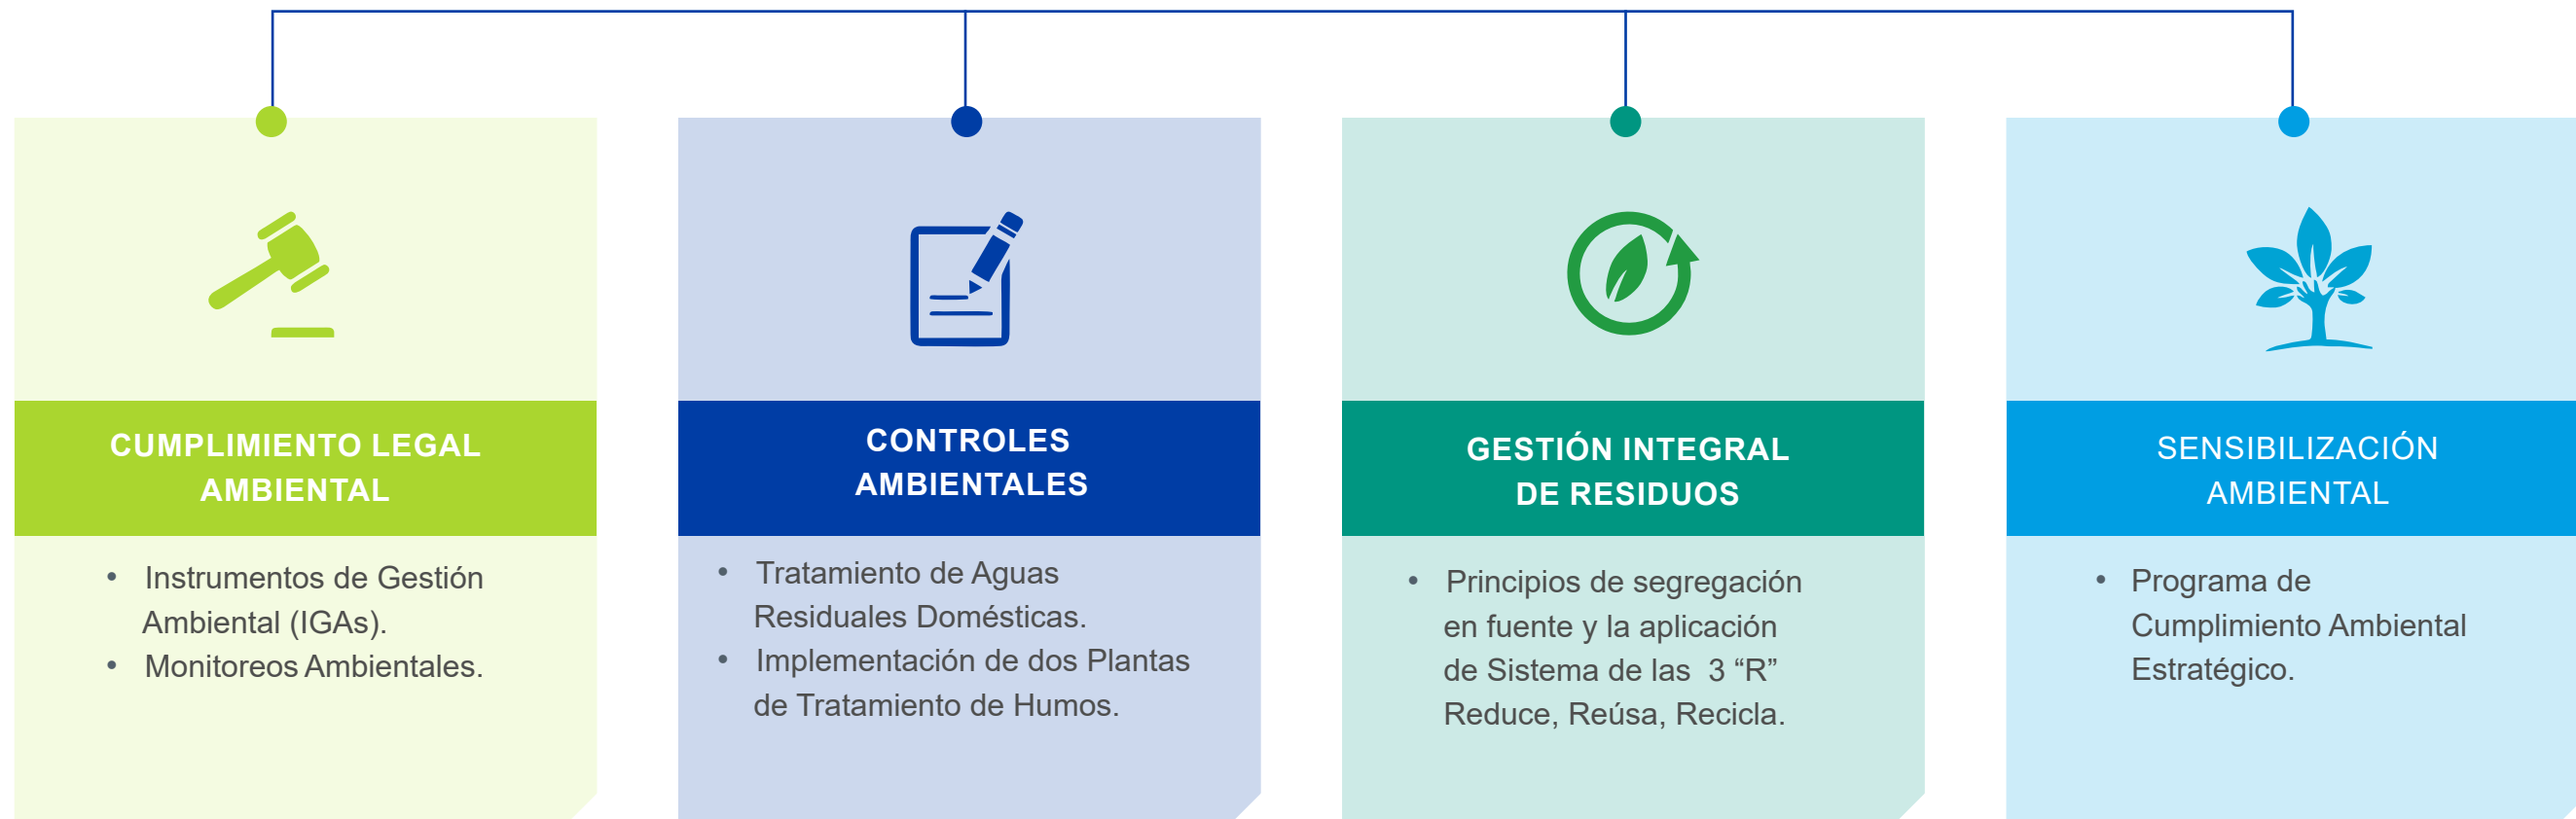 CUMPLIMIENTO LEGAL
AMBIENTAL
• Instrumentos de Gestión
Ambiental (IGAs).
• Monitoreos Ambientales.
CONTROLES
AMBIENTALES
• Tratamiento de Aguas
Residuales Domésticas.
• Implementación de dos Plantas
de Tratamiento de Humos.
GESTIÓN INTEGRAL
DE RESIDUOS
• Principios de segregación
en fuente y la aplicación
de Sistema de las 3 “R”
Reduce, Reúsa, Recicla.
SENSIBILIZACIÓN
AMBIENTAL
• Programa de
Cumplimiento Ambiental
Estratégico.